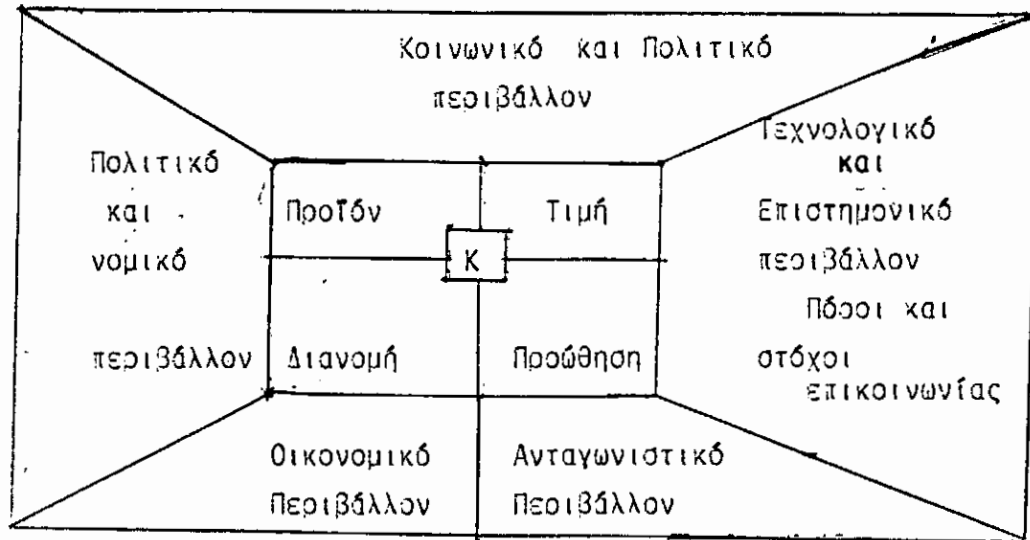 Κοινωνικό και Πολιτικό
περιβάλλον
Πολιτικό
και
νομικό
περιβάλλον
Προϊόν
Τιμή
Κ
Διανομή
Προώθηση
Τεχνολογικό
και
Επιστημονικό
περιβάλλον
Πόροι και
στόχοι
επικοινωνίας
Οικονομικό
Περιβάλλον
Ανταγωνιστικό
Περιβάλλον